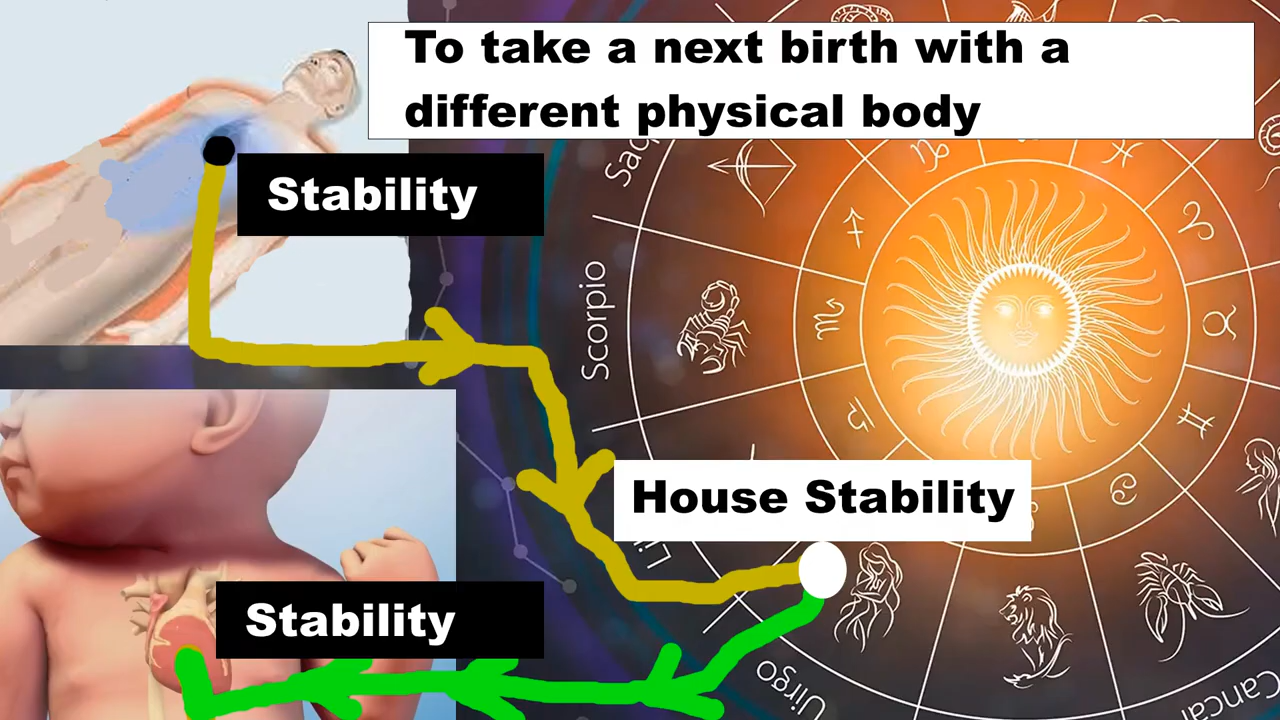 To take a next birth with a
different physical body
Stability
Scorpio
House Stability
Stability
Virgo